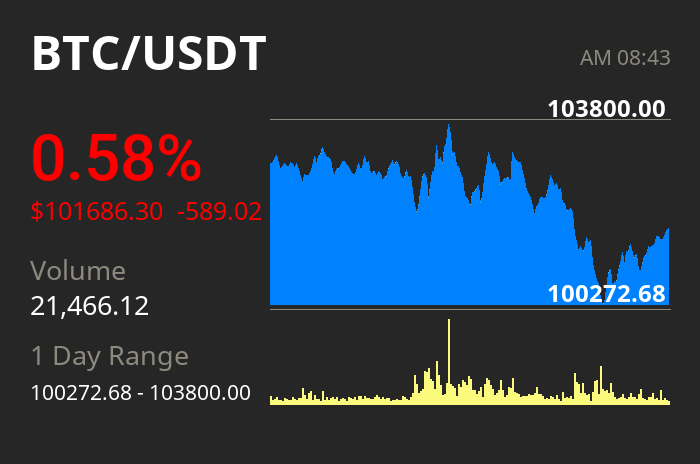 BTC/USDT
AM 08:43
103800.00
0.58%
$101686.30 -589.02
Volume
21,466.12
100272.68
1 Day Range
100272.68 - 103800.00